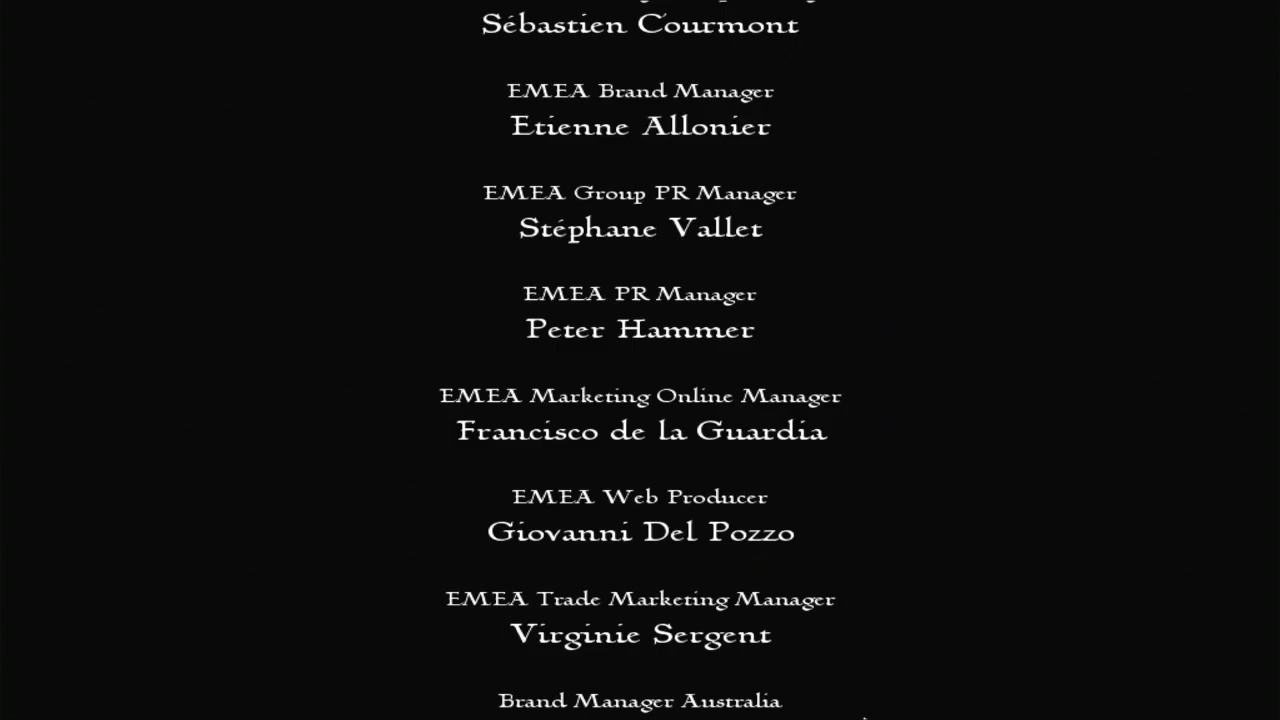 Sébastien Courmont
EMEA Brand Manager
Etienne Allonier
EMEA Group PR Manager
Stéphane Vallet
EMEA PR Manager
Peter Hammer
EMEA Marketing Online Manager
Francisco de la Guardia
EMEA Web Producer
Giovanni Del Pozzo
EMEA Trade Marketing Manager
Virginie Sergent
Brand Manager Australia